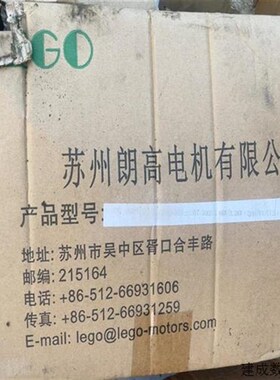 GO
苏州朗高电机有限公
产品型号:
地址: 苏州市吴中区胥口合丰路
邮编: 215164
电话: +86-512-66931606
传真: +86-512-66931259
E-mail: lego@lego-motors.com
建成